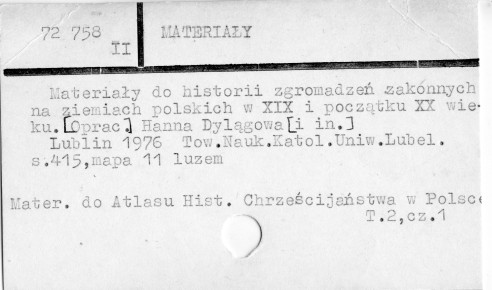 72 758
II
MATERIAŁY
Materiały do historii zgromadzeń zakonnych
na ziemiach polskich w XIX i początku XX wie-
ku.[Oprac.] Hanna Dylągowa[i in.]
Lublin 1976 Tow.Nauk.Katol.Uniw.Lubel.
s.415,mapa 11 luzem
Mater. do Atlasu Hist. Chrześcijaństwa w Polsce
T.2,cz.1